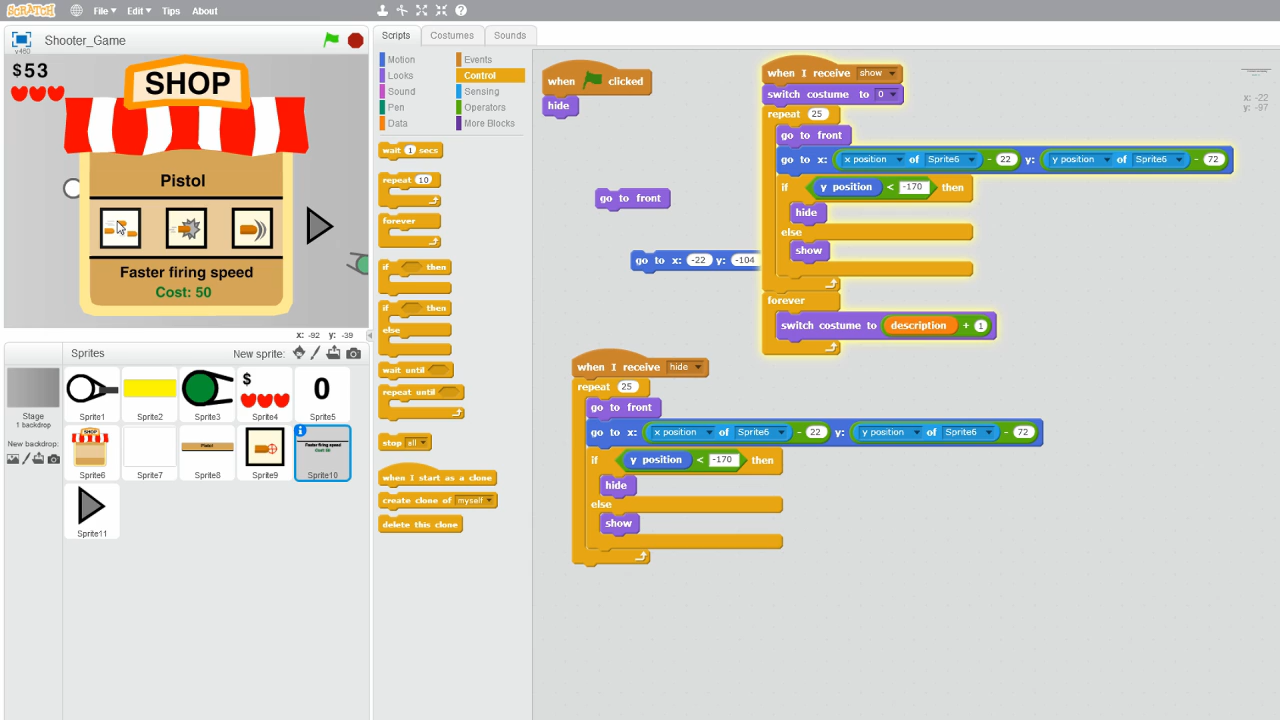 SCRATCH File Edit Tips About
v460 Shooter_Game
$53
SHOP
Pistol
Faster firing speed
Cost: 50
x: -92 y: -39
Sprites New sprite:
Stage
1 backdrop
New backdrop:
Sprite1 Sprite2 Sprite3 $ Sprite4 0 Sprite5
SHOP Sprite6 Sprite7 Pistol Sprite8 Sprite9 Faster firing speed Cost: 50 Sprite10
Sprite11
Scripts Costumes Sounds
Motion Events
Looks Control
Sound Sensing
Pen Operators
Data More Blocks
wait 1 secs
repeat 10
forever
if then
if then
else
wait until
repeat until
stop all
when I start as a clone
create clone of myself
delete this clone
when clicked
hide
go to front
go to x: -22 y: -104
when I receive show
switch costume to 0
repeat 25
go to front
go to x: x position of Sprite6 - 22 y: y position of Sprite6 - 72
if y position < -170 then
hide
else
show
forever
switch costume to description + 1
when I receive hide
repeat 25
go to front
go to x: x position of Sprite6 - 22 y: y position of Sprite6 - 72
if y position < -170 then
hide
else
show
x: -22
y: -97